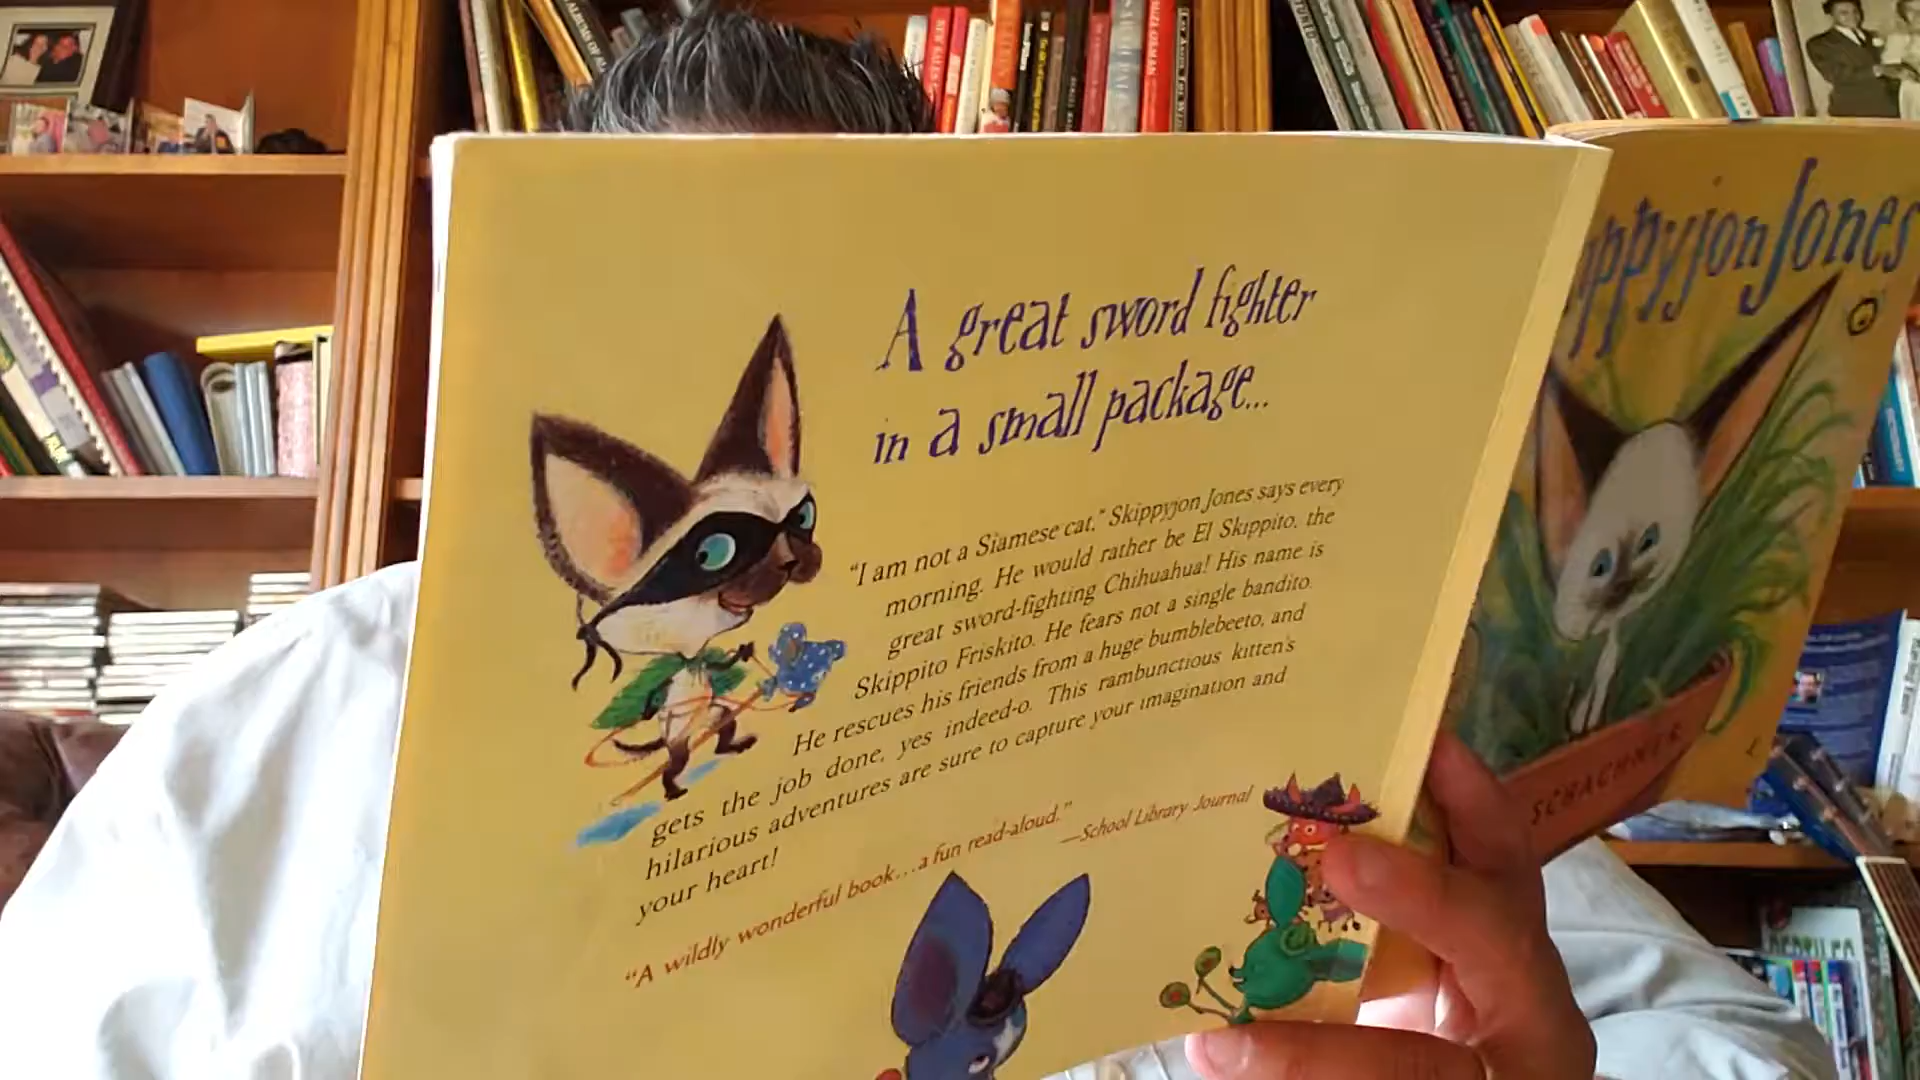 A great sword fighter
in a small package...
"I am not a Siamese cat." Skippyjon Jones says every
morning. He would rather be El Skippito, the
great sword-fighting Chihuahua! His name is
Skippito Friskito. He fears not a single bandito.
He rescues his friends from a huge bumblebeeto, and
gets the job done, yes indeed-o. This rambunctious kitten's
hilarious adventures are sure to capture your imagination and
your heart!
"A wildly wonderful book...a fun read-aloud."
—School Library Journal
ippyjon Jones
SCHACHNER